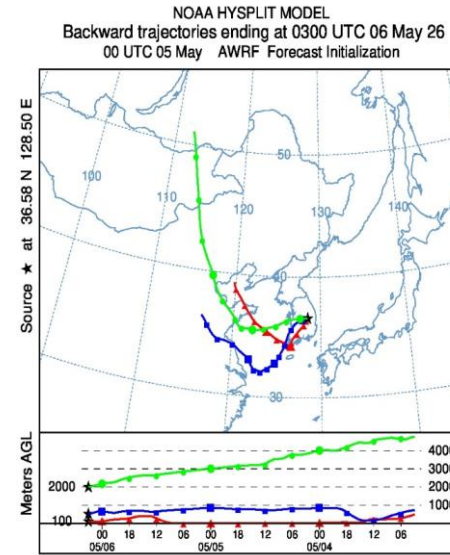 NOAA HYSPLIT MODEL
Backward trajectories ending at 0300 UTC 06 May 26
00 UTC 05 May AWRF Forecast Initialization
Source ★ at 36.58 N 128.50 E
50
100
110
120
130
140
40
30
Meters AGL
4000
3000
2000
2000
1000
100
00 18 12 06 00 18 12 06 00 18 12 06
05/06 05/05 05/04